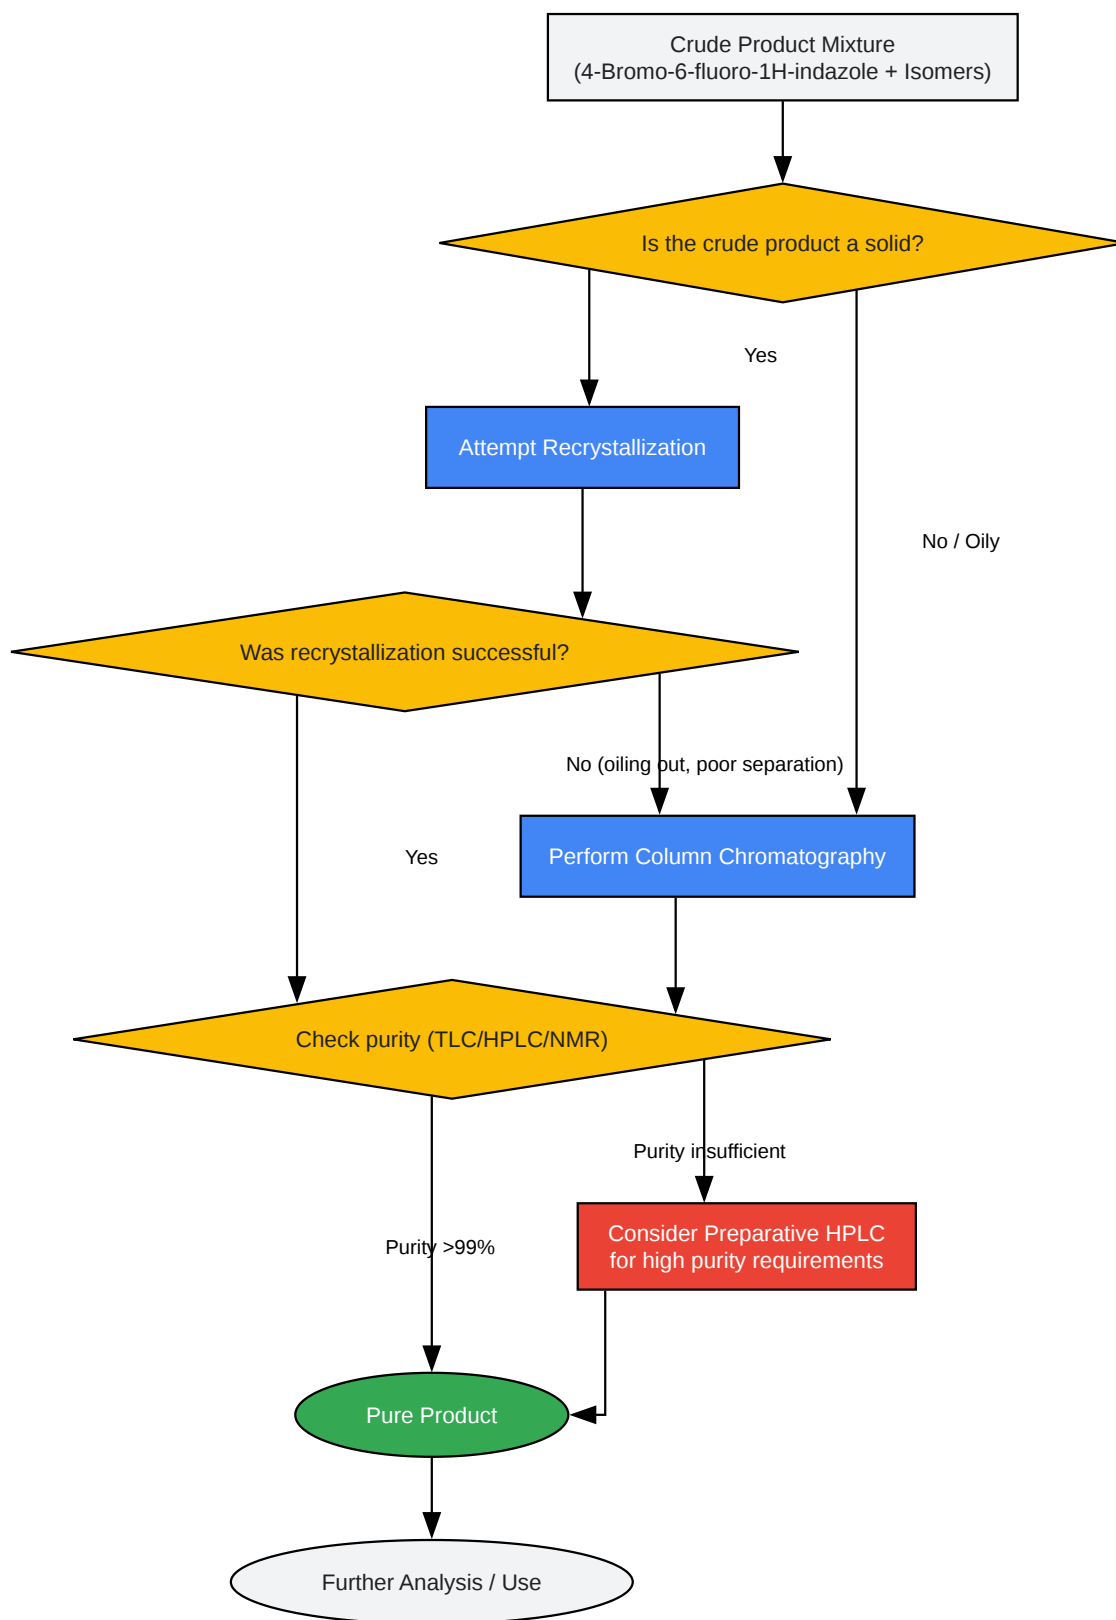 Crude Product Mixture
(4-Bromo-6-fluoro-1H-indazole + Isomers)
Is the crude product a solid?
Yes
Attempt Recrystallization
No / Oily
Was recrystallization successful?
No (oiling out, poor separation)
Perform Column Chromatography
Yes
Check purity (TLC/HPLC/NMR)
Purity insufficient
Consider Preparative HPLC
for high purity requirements
Purity >99%
Pure Product
Further Analysis / Use